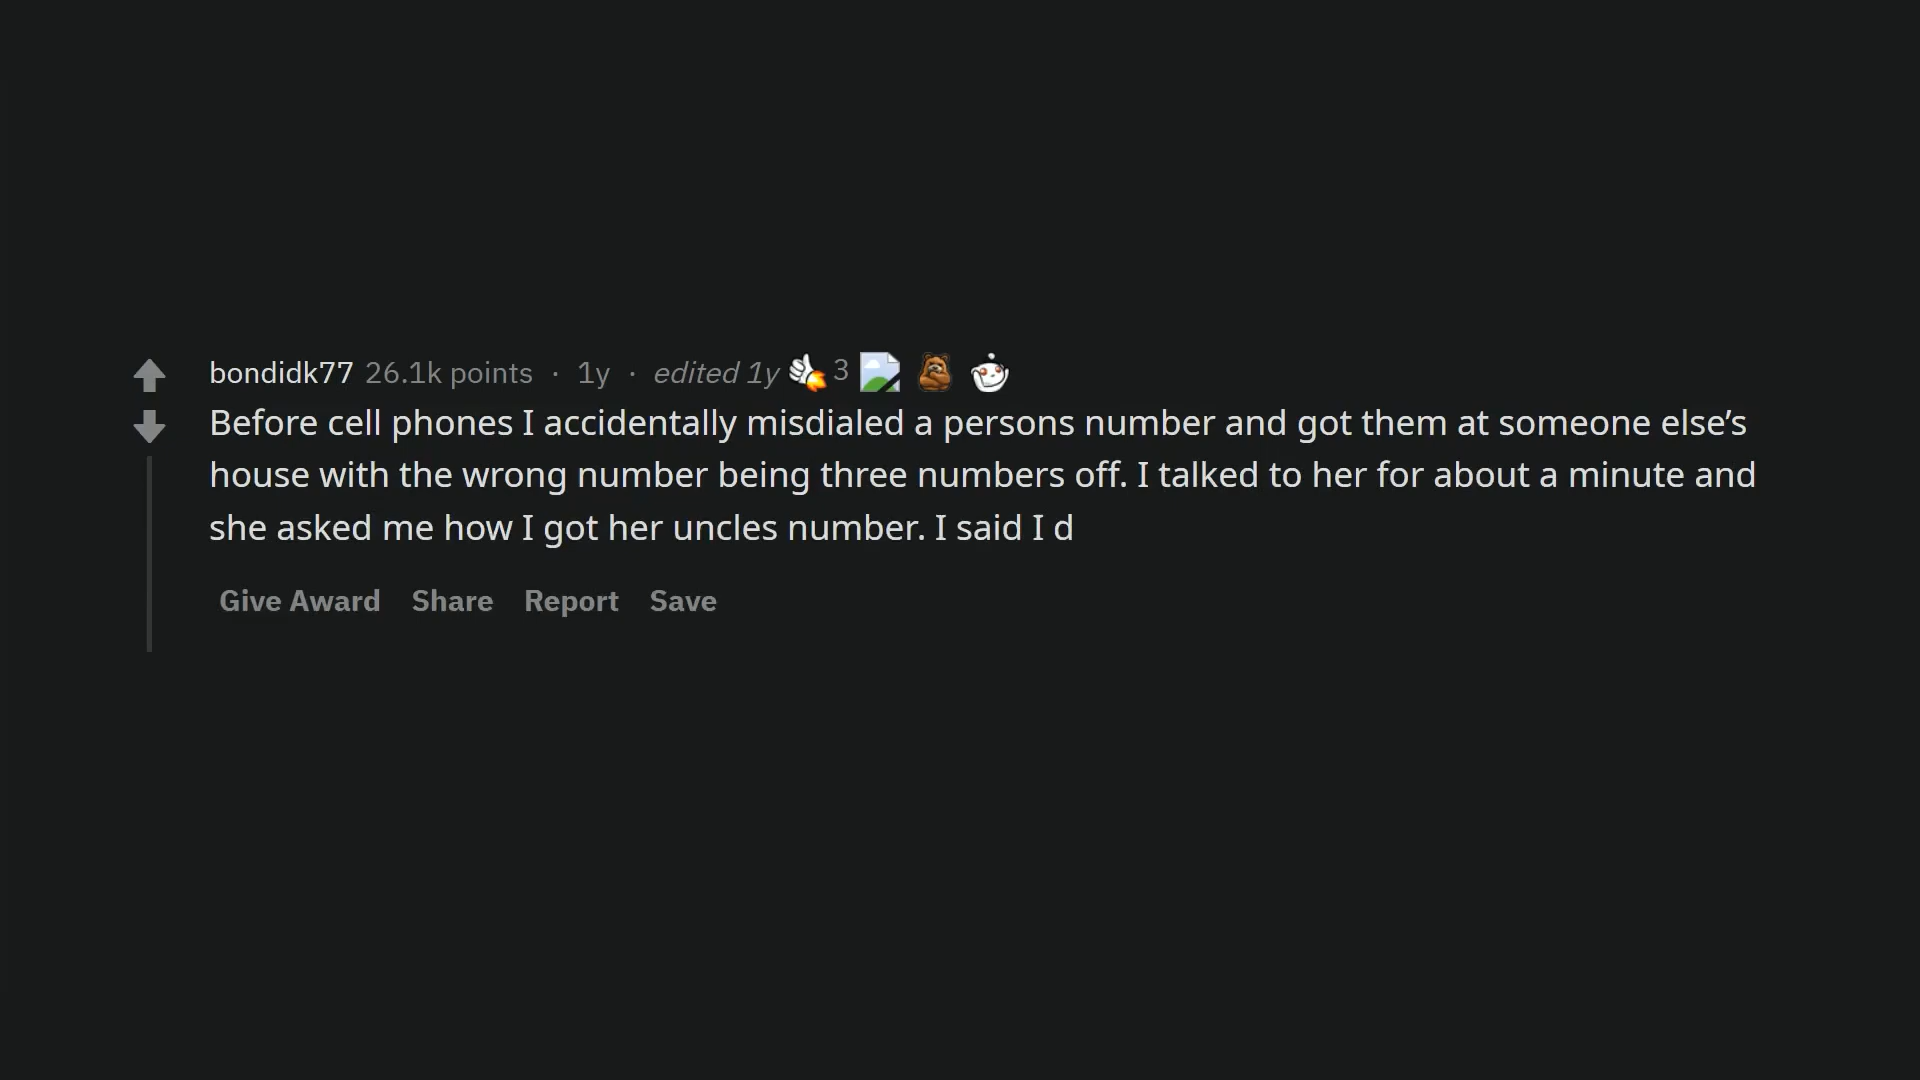 bondidk77 26.1k points · 1y · edited 1y 3
Before cell phones I accidentally misdialed a persons number and got them at someone else’s
house with the wrong number being three numbers off. I talked to her for about a minute and
she asked me how I got her uncles number. I said I d
Give Award Share Report Save